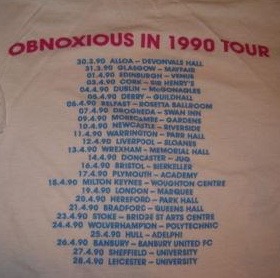 OBNOXIOUS IN 1990 TOUR
30.3.90 ALLOA – DEVONVALE HALL
31.3.90 GLASGOW – MAYFAIR
01.4.90 EDINBURGH – VENUE
03.4.90 CORK – SIR HENRY'S
04.4.90 DUBLIN – McGONAGLES
05.4.90 DERBY – GUILDHALL
06.4.90 BELFAST – ROSETTA BALLROOM
07.4.90 DROGHEDA – SWAN INN
09.4.90 MORECAMBE – GARDENS
10.4.90 NEWCASTLE – RIVERSIDE
11.4.90 WARRINGTON – PARR HALL
12.4.90 LIVERPOOL – SLOANES
13.4.90 WREXHAM – MEMORIAL HALL
14.4.90 DONCASTER – JUG
16.4.90 BRISTOL – BIERKELLER
17.4.90 PLYMOUTH – ACADEMY
18.4.90 MILTON KEYNES – WOUGHTON CENTRE
19.4.90 LONDON – MARQUEE
20.4.90 HEREFORD – PARK HALL
21.4.90 BRADFORD – QUEENS HALL
23.4.90 STOKE – BRIDGE ST ARTS CENTRE
24.4.90 WOLVERHAMPTON – POLYTECHNIC
25.4.90 HULL – ADELPHI
26.4.90 BANBURY – BANBURY UNITED FC
27.4.90 SHEFFIELD – UNIVERSITY
28.4.90 LEICESTER – UNIVERSITY